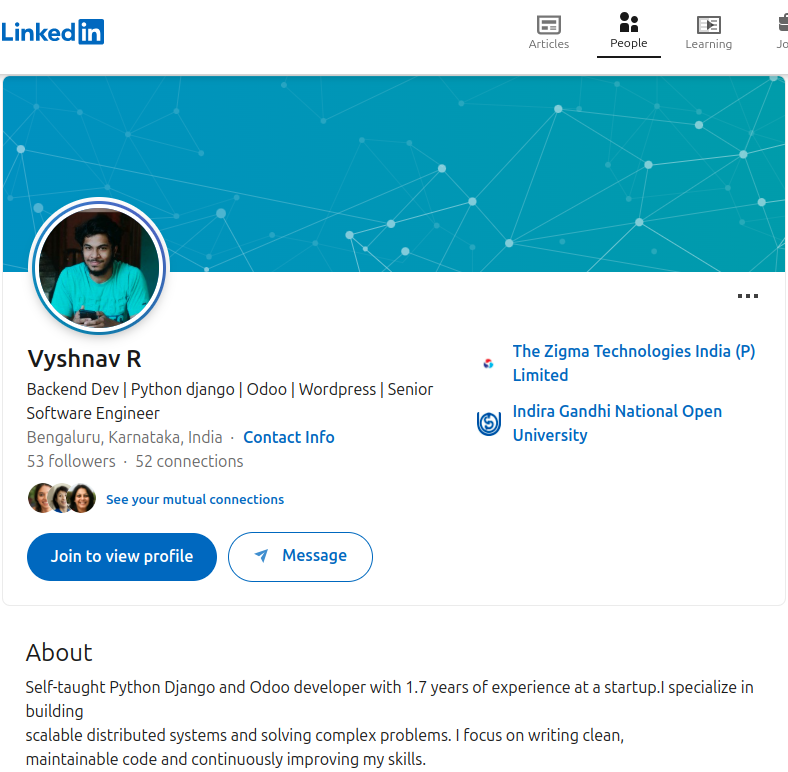 Linked in
Articles
People
Learning
Jo
Vyshnav R
Backend Dev | Python django | Odoo | Wordpress | Senior
Software Engineer
Bengaluru, Karnataka, India · Contact Info
53 followers · 52 connections
See your mutual connections
Join to view profile
Message
The Zigma Technologies India (P)
Limited
Indira Gandhi National Open
University
About
Self-taught Python Django and Odoo developer with 1.7 years of experience at a startup.I specialize in
building
scalable distributed systems and solving complex problems. I focus on writing clean,
maintainable code and continuously improving my skills.